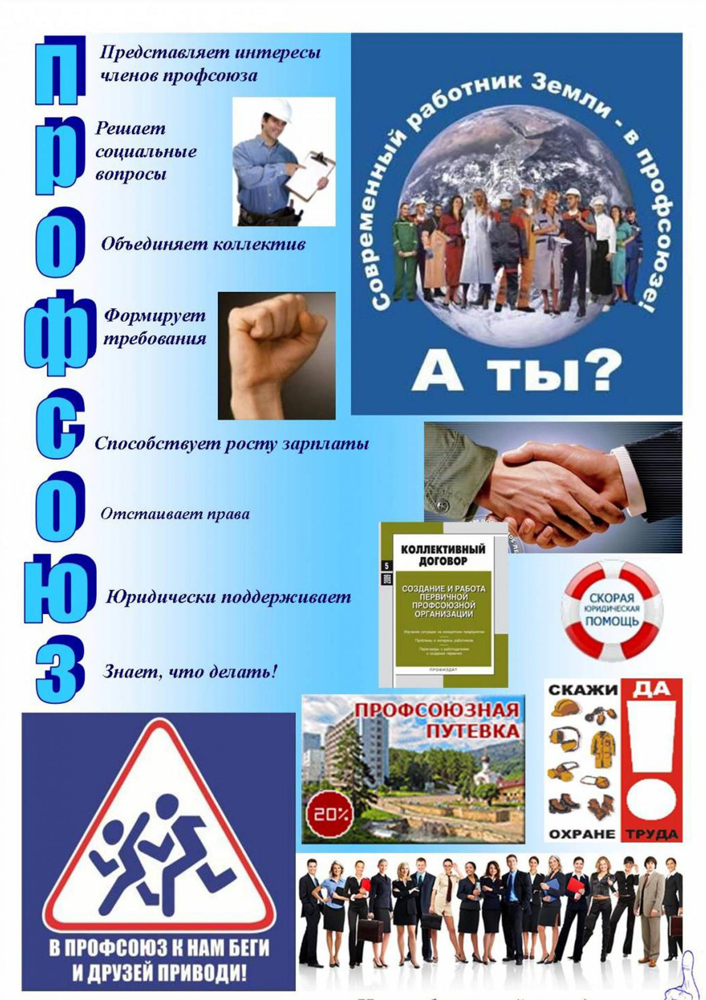 Профсоюз
Представляет интересы
членов профсоюза
Решает
социальные
вопросы
Объединяет коллектив
Формирует
требования
Способствует росту зарплаты
Отстаивает права
Юридически поддерживает
Знает, что делать!
Современный работник Земли - в профсоюзе!
А ты?
КОЛЛЕКТИВНЫЙ
ДОГОВОР
5
2009
СОЗДАНИЕ И РАБОТА
ПЕРВИЧНОЙ
ПРОФСОЮЗНОЙ
ОРГАНИЗАЦИИ
Изучение ситуации на конкретном предприятии
Проблемы и интересы работников
Переговоры с работодателем
и создание первички
ПРОФИЗДАТ
СКОРАЯ
ЮРИДИЧЕСКАЯ
ПОМОЩЬ
СКАЖИ ДА
ОХРАНЕ ТРУДА
ПРОФСОЮЗНАЯ
ПУТЕВКА
20%
В ПРОФСОЮЗ К НАМ БЕГИ
И ДРУЗЕЙ ПРИВОДИ!